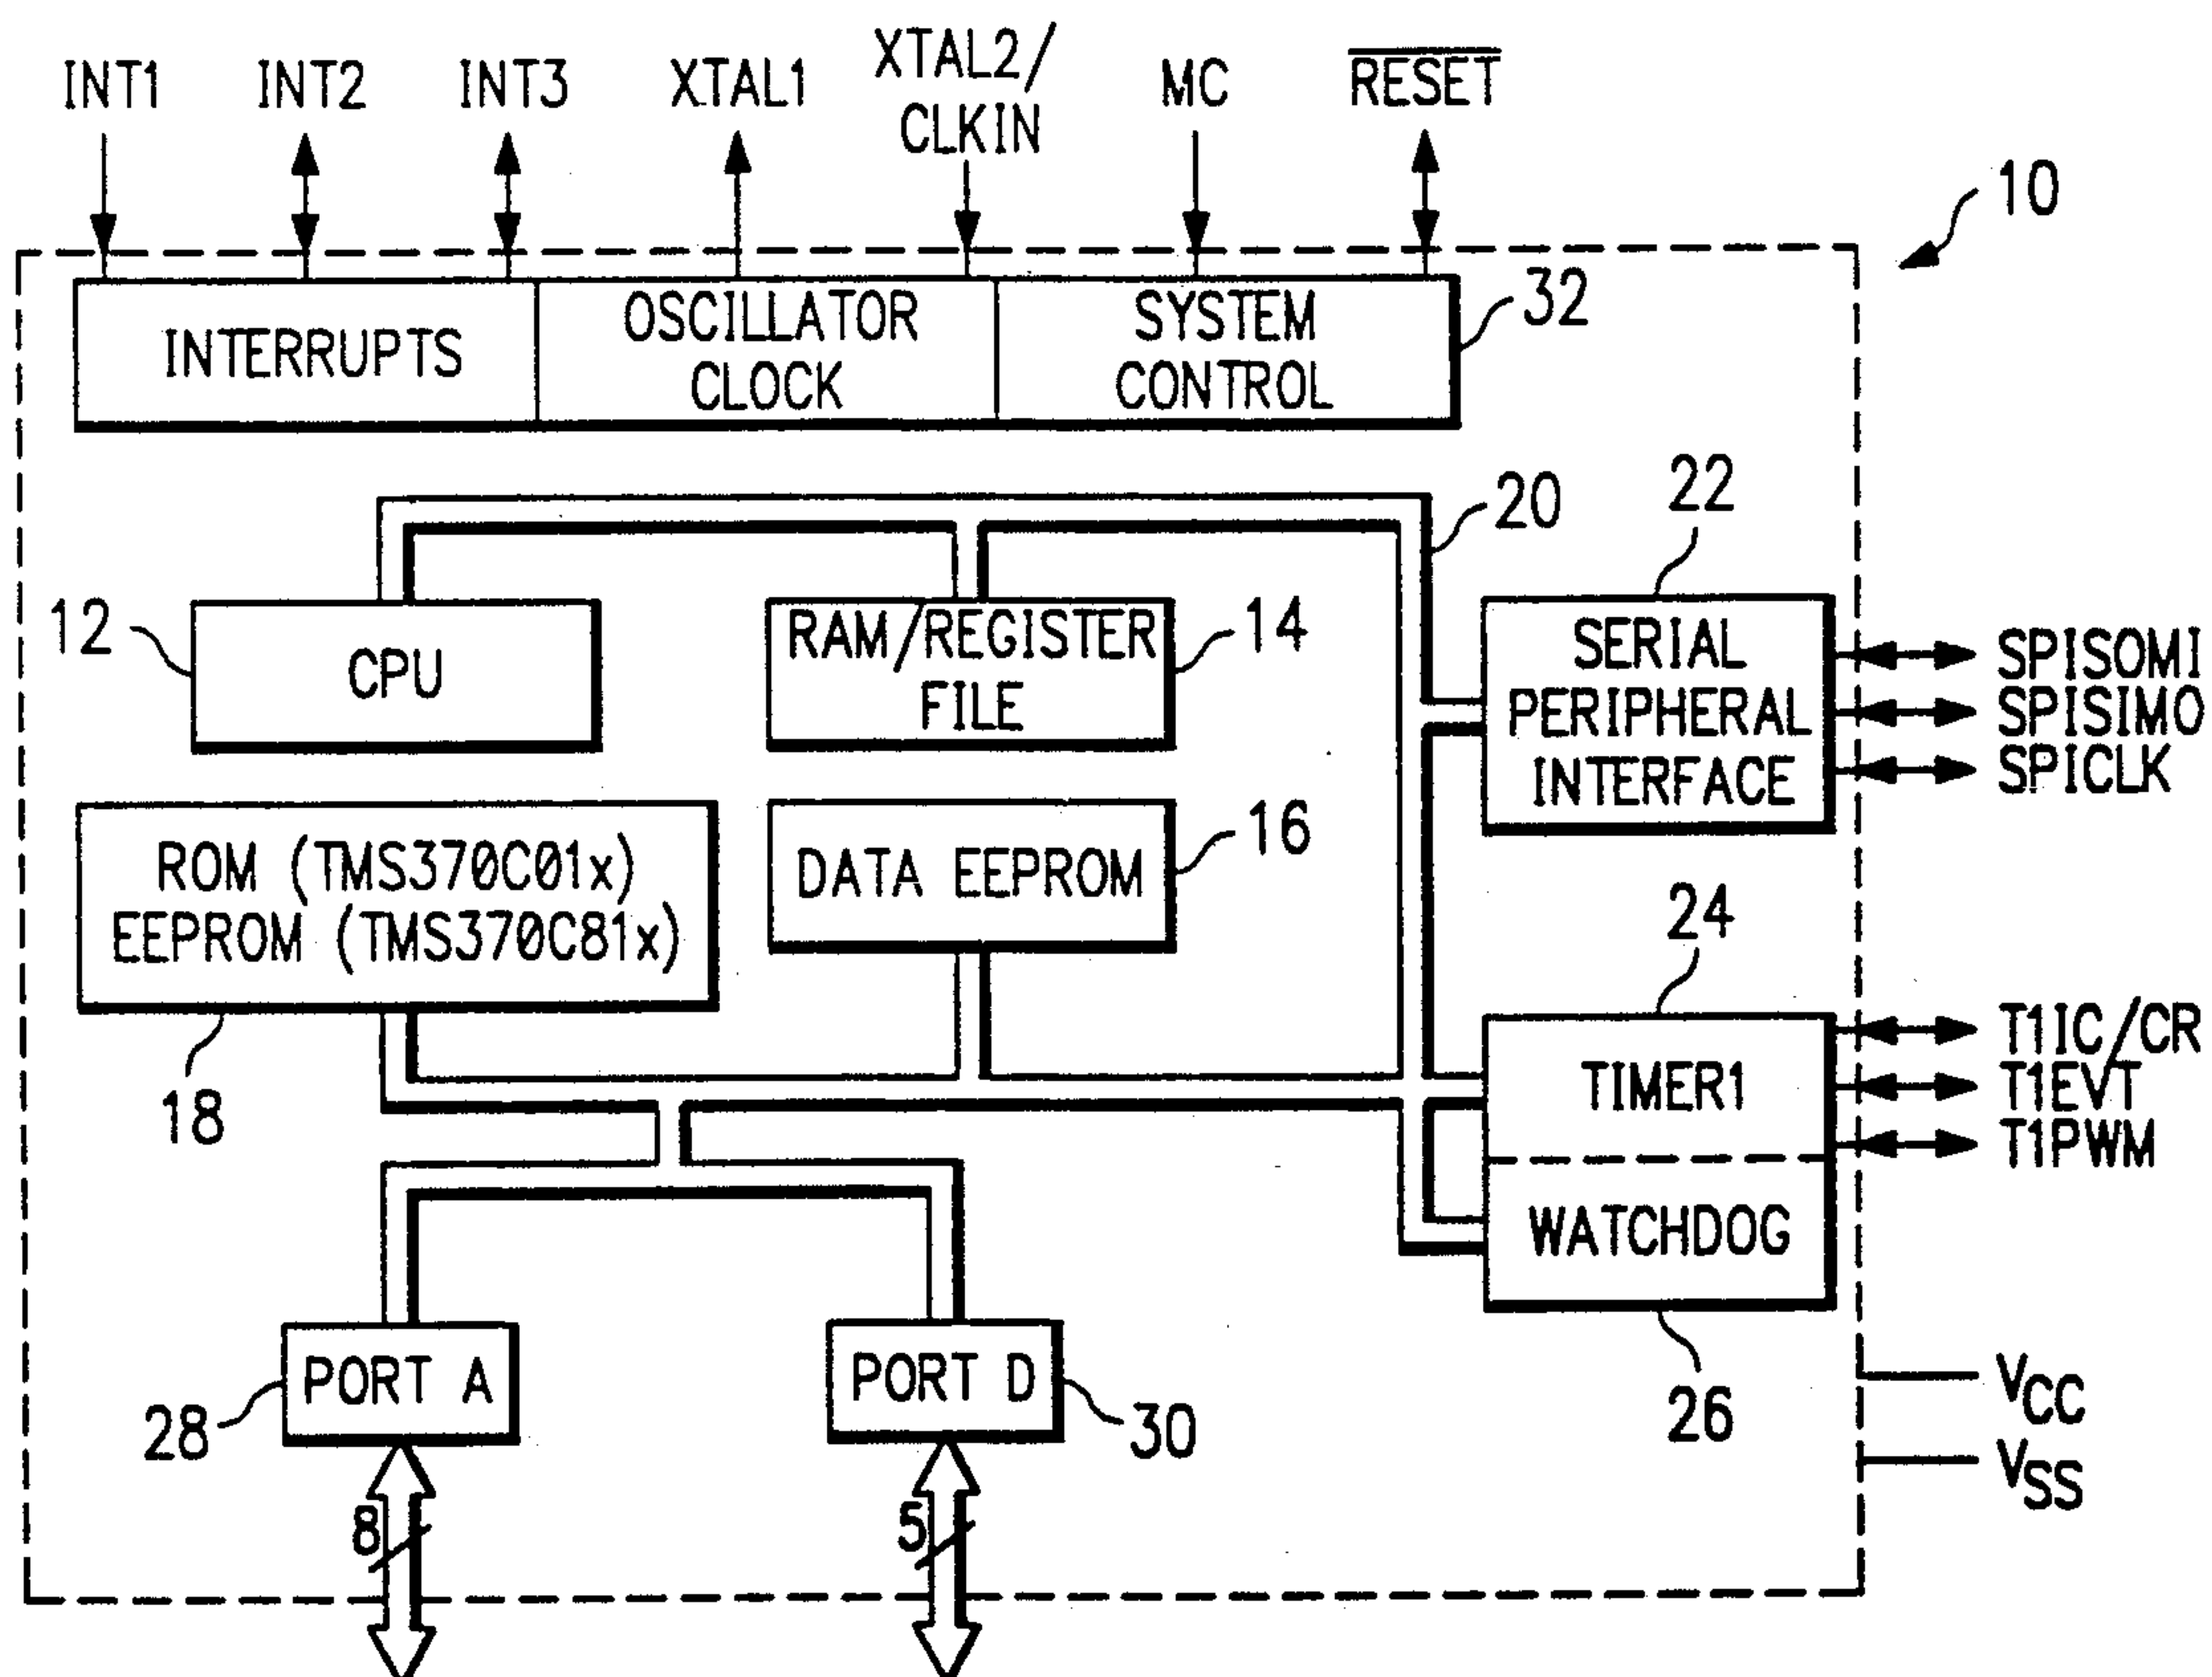 INT1
INT2
INT3
XTAL1
XTAL2/
CLKIN
MC
RESET
10
INTERRUPTS
OSCILLATOR
CLOCK
SYSTEM
CONTROL
32
20
22
12
CPU
RAM/REGISTER
FILE
14
SERIAL
PERIPHERAL
INTERFACE
SPISOMI
SPISIMO
SPICLK
ROM (TMS370C01x)
EEPROM (TMS370C81x)
18
DATA EEPROM
16
24
TIMER1
T1IC/CR
T1EVT
T1PWM
WATCHDOG
26
PORT A
28
PORT D
30
VCC
VSS
8
5